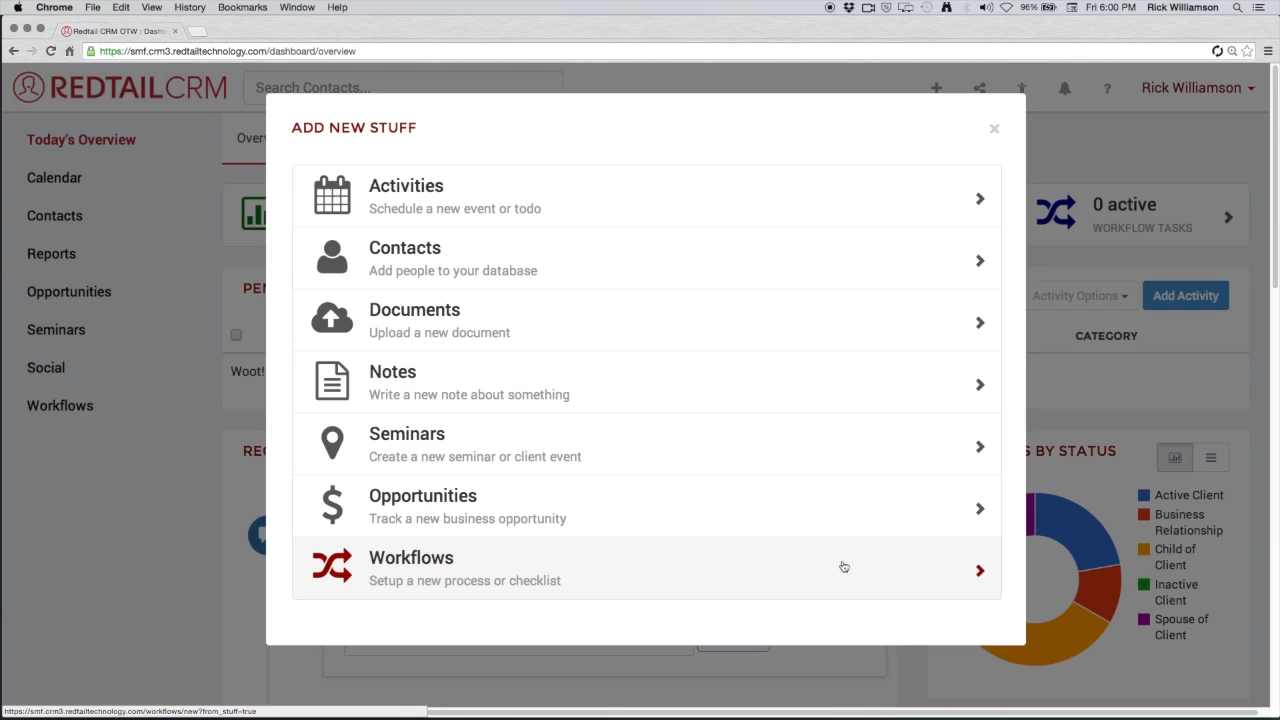 Chrome File Edit View History Bookmarks Window Help 96% Fri 6:00 PM Rick Williamson
Redtail CRM OTW : Dashb
https://smf.crm3.redtailtechnology.com/dashboard/overview
REDTAILCRM
Search Contacts...
?
Rick Williamson
ADD NEW STUFF
×
Today's Overview
Calendar
Contacts
Reports
Opportunities
Seminars
Social
Workflows
Overv
Activities
Schedule a new event or todo
Contacts
Add people to your database
Documents
Upload a new document
Notes
Write a new note about something
Seminars
Create a new seminar or client event
Opportunities
Track a new business opportunity
Workflows
Setup a new process or checklist
0 active
WORKFLOW TASKS
PEN
Activity Options
Add Activity
CATEGORY
Woot!
REC
S BY STATUS
Active Client
Business
Relationship
Child of
Client
Inactive
Client
Spouse of
Client
https://smf.crm3.redtailtechnology.com/workflows/new?from_stuff=true